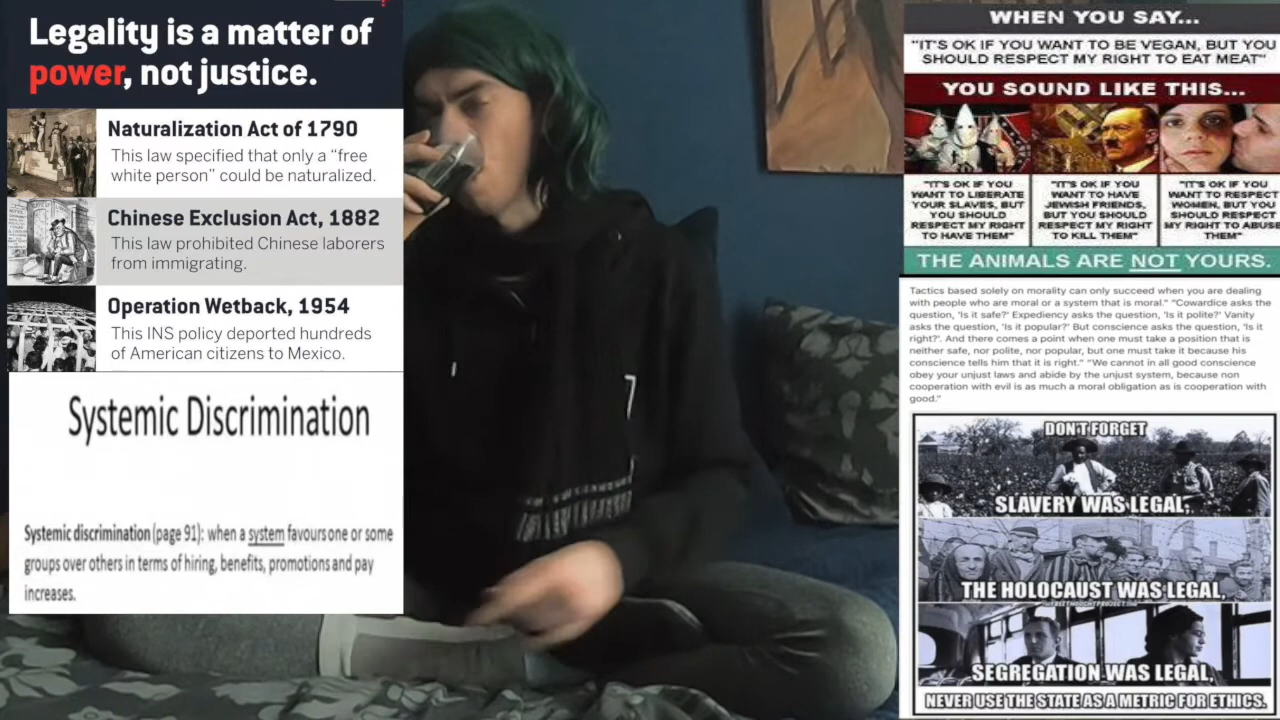 Legality is a matter of
power, not justice.
Naturalization Act of 1790
This law specified that only a “free
white person” could be naturalized.
Chinese Exclusion Act, 1882
This law prohibited Chinese laborers
from immigrating.
Operation Wetback, 1954
This INS policy deported hundreds
of American citizens to Mexico.
Systemic Discrimination
Systemic discrimination (page 91): when a system favours one or some
groups over others in terms of hiring, benefits, promotions and pay
increases.
7
WHEN YOU SAY...
"IT'S OK IF YOU WANT TO BE VEGAN, BUT YOU
SHOULD RESPECT MY RIGHT TO EAT MEAT"
YOU SOUND LIKE THIS...
"IT'S OK IF YOU
WANT TO LIBERATE
YOUR SLAVES, BUT
YOU SHOULD
RESPECT MY RIGHT
TO HAVE THEM"
"IT'S OK IF YOU
WANT TO HAVE
JEWISH FRIENDS,
BUT YOU SHOULD
RESPECT MY RIGHT
TO KILL THEM"
"IT'S OK IF YOU
WANT TO RESPECT
WOMEN, BUT YOU
SHOULD RESPECT
MY RIGHT TO ABUSE
THEM"
THE ANIMALS ARE NOT YOURS.
Tactics based solely on morality can only succeed when you are dealing
with people who are moral or a system that is moral." "Cowardice asks the
question, 'Is it safe?' Expediency asks the question, 'Is it polite?' Vanity
asks the question, 'Is it popular?' But conscience asks the question, 'Is it
right?'. And there comes a point when one must take a position that is
neither safe, nor polite, nor popular, but one must take it because his
conscience tells him that it is right." "We cannot in all good conscience
obey your unjust laws and abide by the unjust system, because non
cooperation with evil is as much a moral obligation as is cooperation with
good."
DON'T FORGET
SLAVERY WAS LEGAL;
THE HOLOCAUST WAS LEGAL,
SEGREGATION WAS LEGAL,
NEVER USE THE STATE AS A METRIC FOR ETHICS.